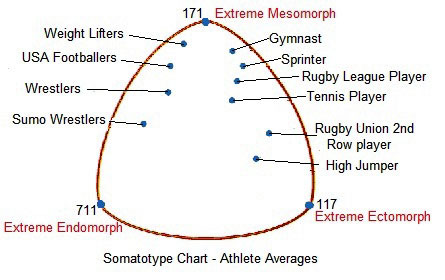 171 Extreme Mesomorph
Weight Lifters
Gymnast
USA Footballers
Sprinter
Rugby League Player
Wrestlers
Tennis Player
Sumo Wrestlers
Rugby Union 2nd
Row player
High Jumper
711
117
Extreme Endomorph
Extreme Ectomorph
Somatotype Chart - Athlete Averages